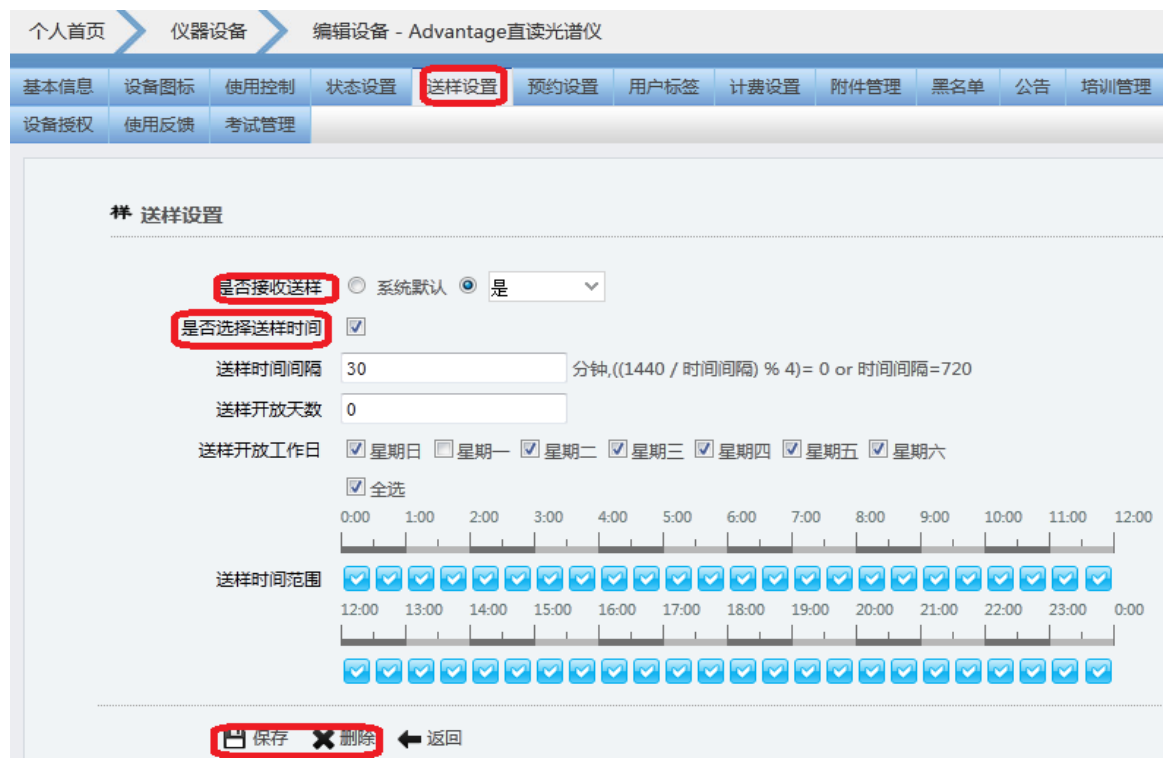 个人首页 仪器设备 编辑设备 - Advantage直读光谱仪
基本信息 设备图标 使用控制 状态设置 送样设置 预约设置 用户标签 计费设置 附件管理 黑名单 公告 培训管理
设备授权 使用反馈 考试管理
样 送样设置
是否接收送样 系统默认 是
是否选择送样时间
送样时间间隔 30 分钟,((1440 / 时间间隔) % 4)= 0 or 时间间隔=720
送样开放天数 0
送样开放工作日 星期日 星期一 星期二 星期三 星期四 星期五 星期六
全选
0:00 1:00 2:00 3:00 4:00 5:00 6:00 7:00 8:00 9:00 10:00 11:00 12:00
送样时间范围
12:00 13:00 14:00 15:00 16:00 17:00 18:00 19:00 20:00 21:00 22:00 23:00 0:00
保存 删除 返回